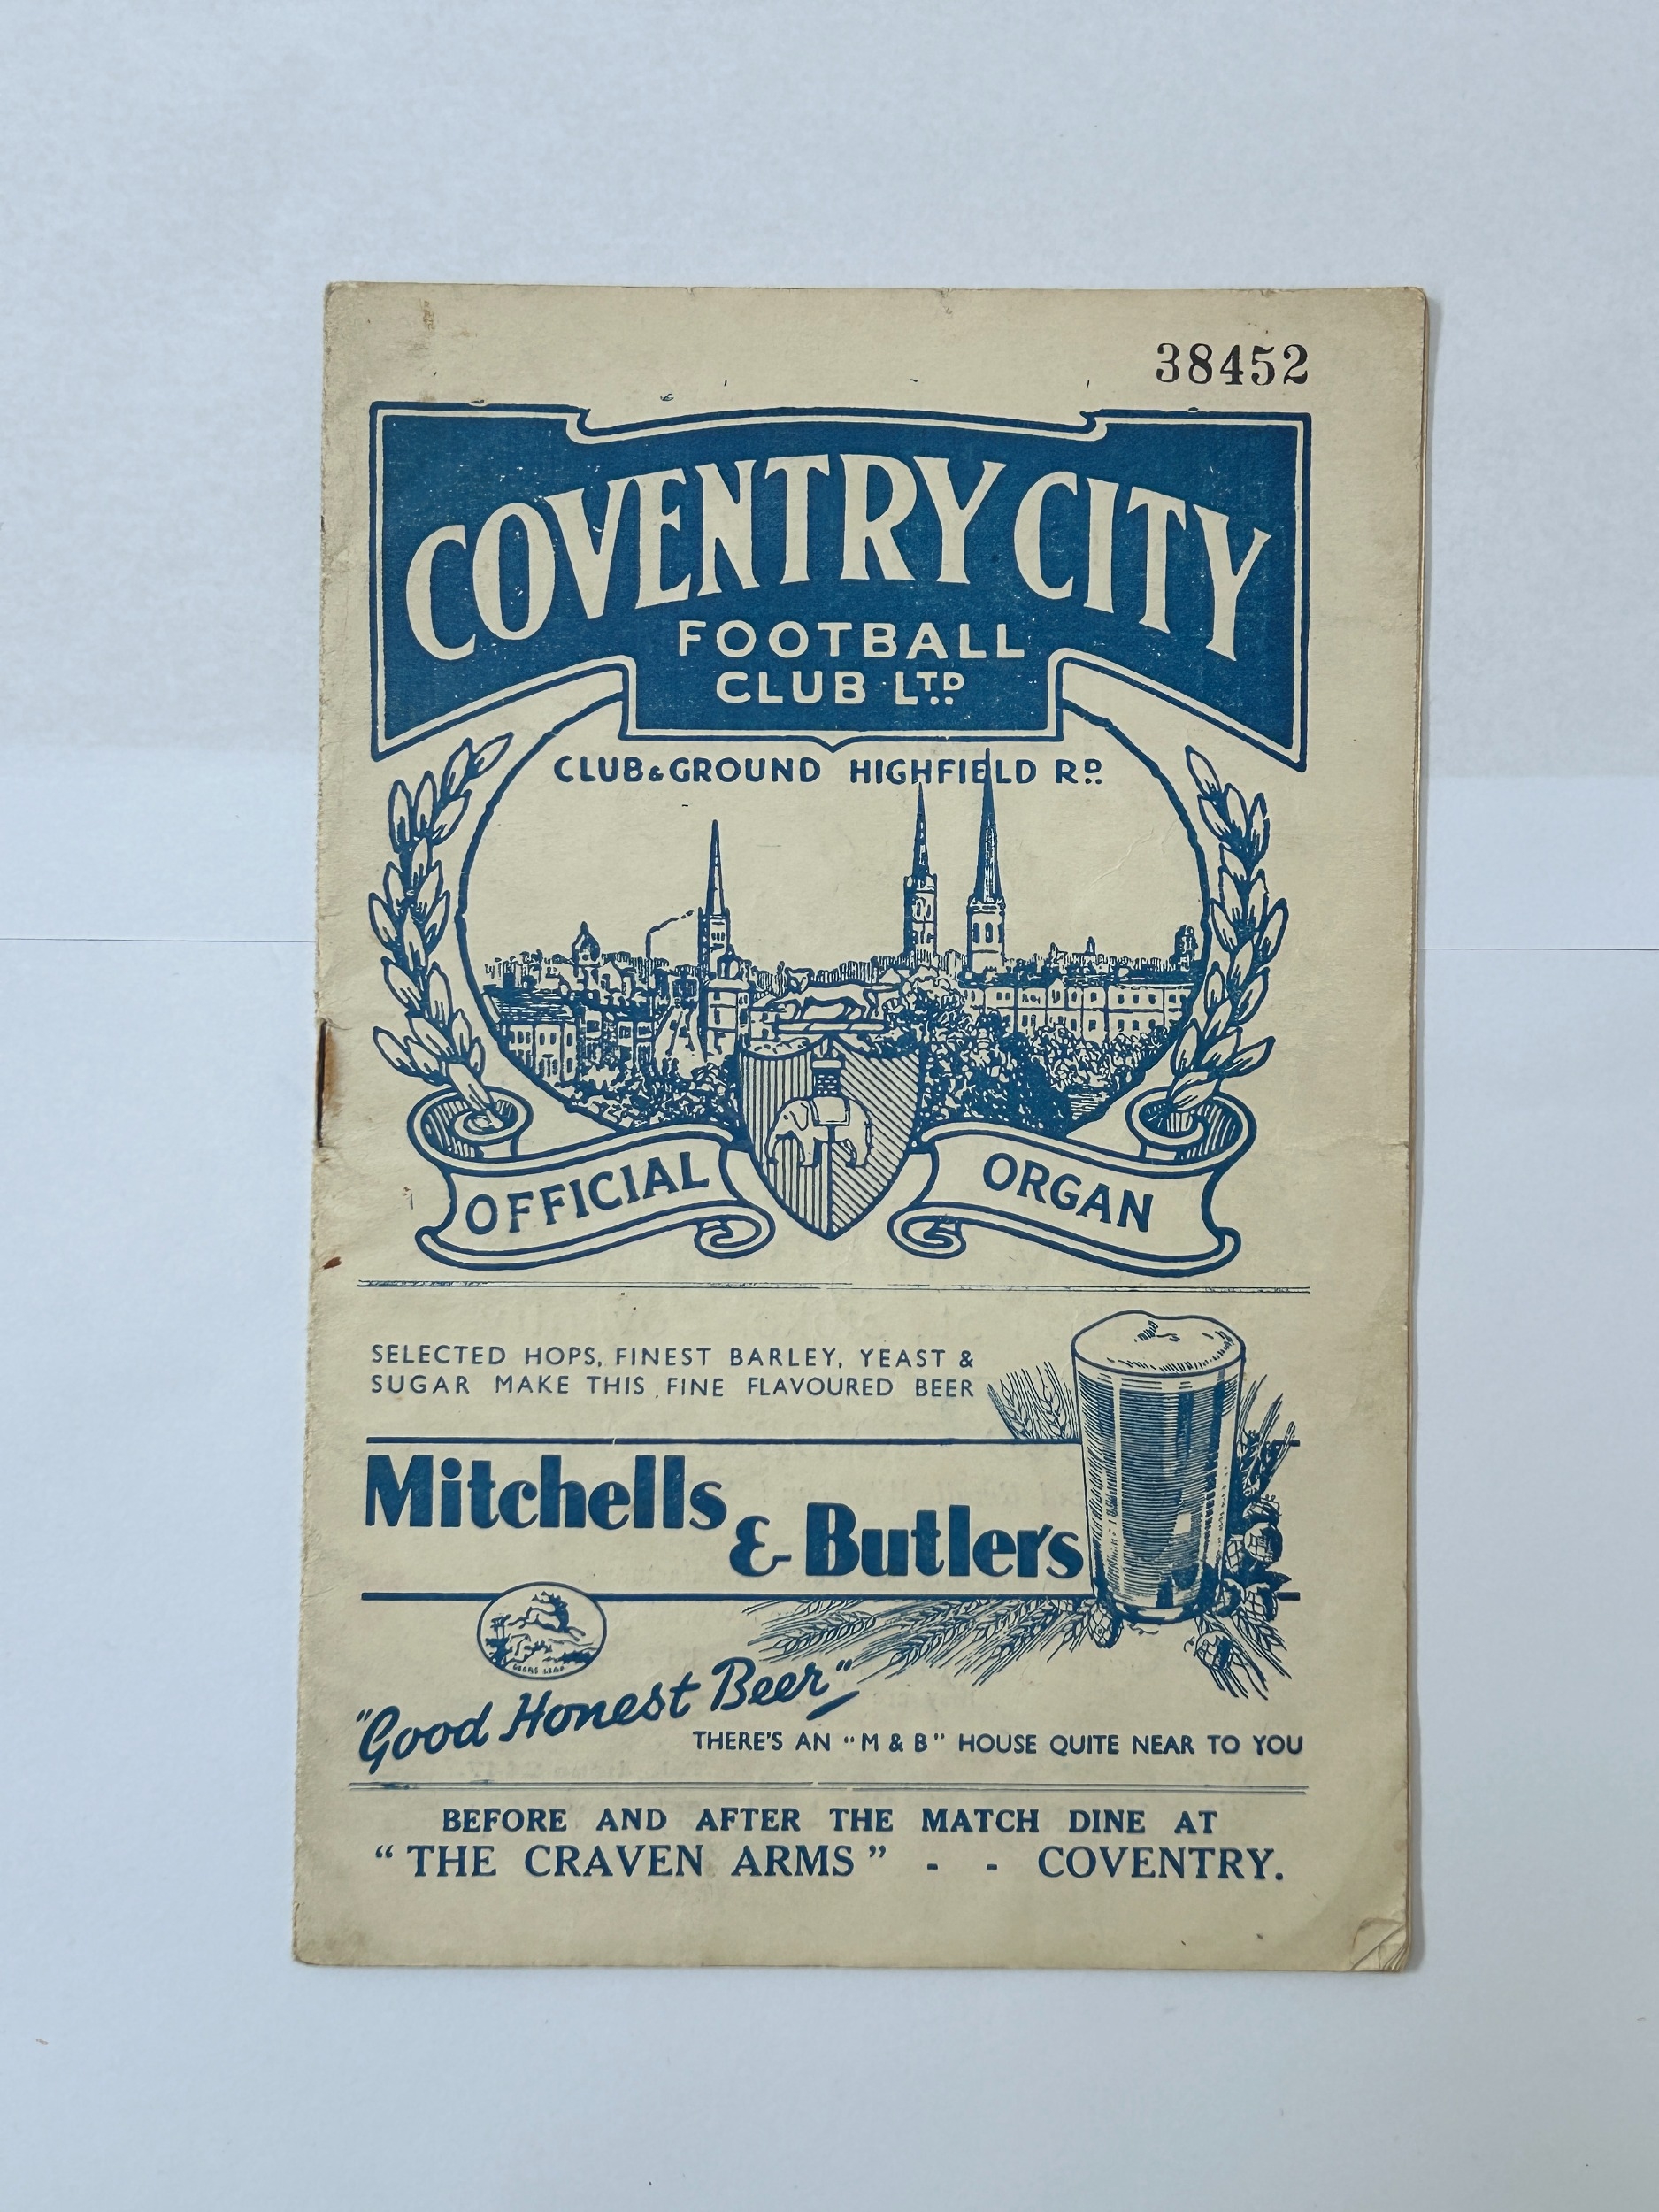 38452
COVENTRY CITY
FOOTBALL
CLUB LTD
CLUB & GROUND HIGHFIELD RD.
OFFICIAL ORGAN
SELECTED HOPS, FINEST BARLEY, YEAST &
SUGAR MAKE THIS FINE FLAVOURED BEER
Mitchells
& Butlers
DEERS LEAP
"Good Honest Beer"
THERE'S AN "M & B" HOUSE QUITE NEAR TO YOU
BEFORE AND AFTER THE MATCH DINE AT
"THE CRAVEN ARMS" - - COVENTRY.